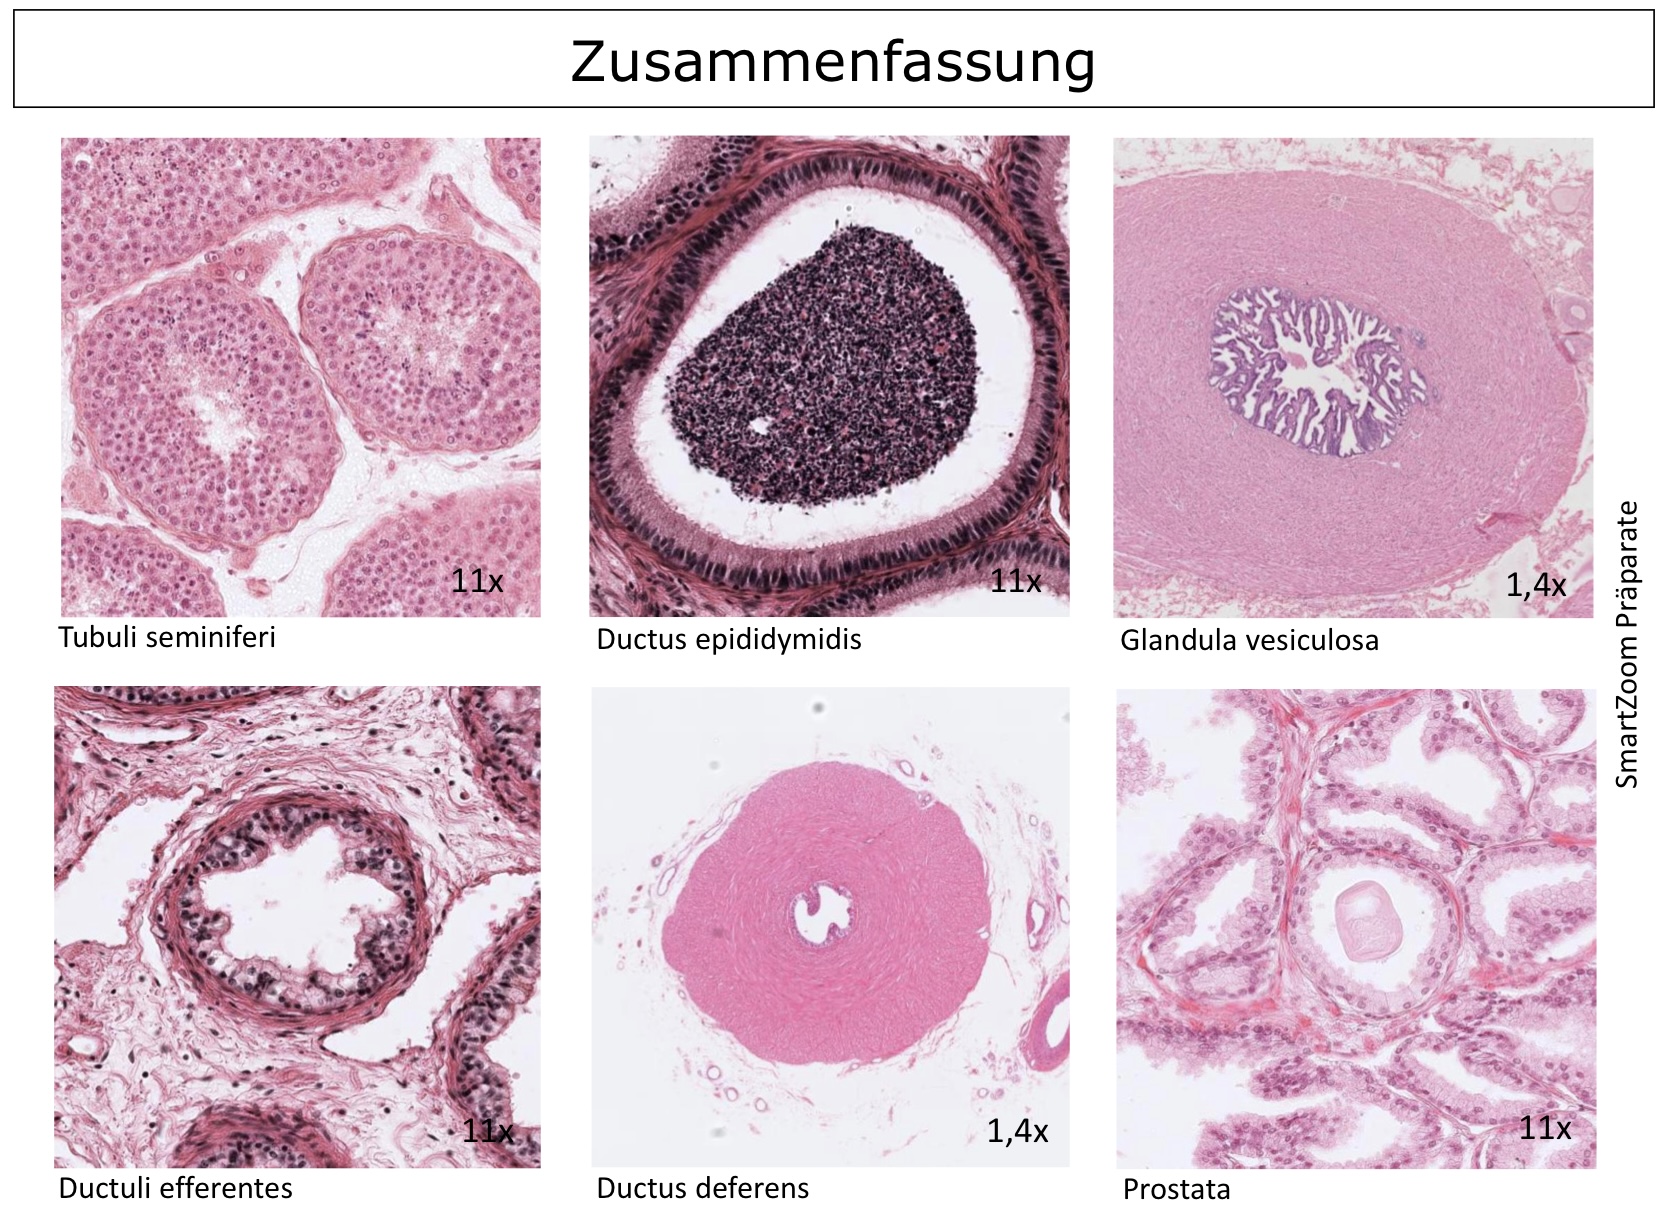 Zusammenfassung
11x
Tubuli seminiferi
11x
Ductus epididymidis
1,4x
Glandula vesiculosa
11x
Ductuli efferentes
1,4x
Ductus deferens
11x
Prostata
SmartZoom Präparate